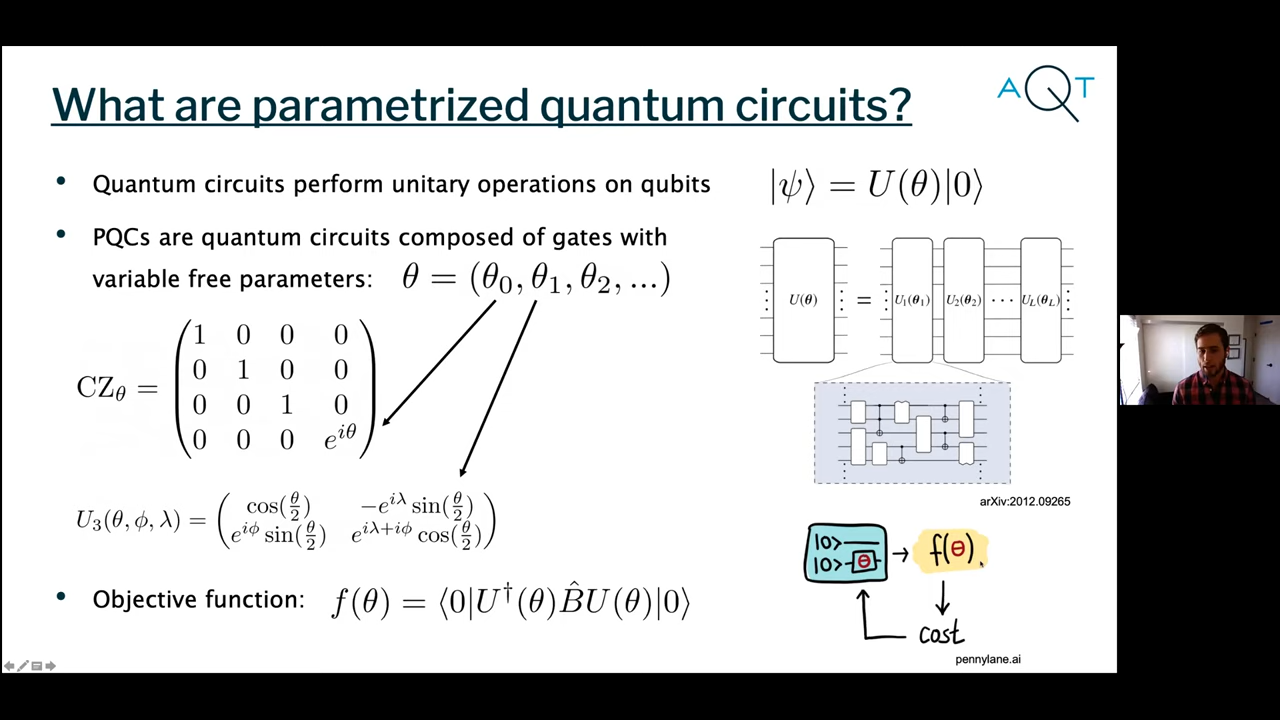 What are parametrized quantum circuits?
AQT
• Quantum circuits perform unitary operations on qubits
|ψ⟩ = U(θ)|0⟩
• PQCs are quantum circuits composed of gates with
variable free parameters: θ = (θ₀, θ₁, θ₂, ...)
U(θ) = U₁(θ₁) U₂(θ₂) ⋯ U_L(θ_L)
CZ_θ =
1 0 0 0
0 1 0 0
0 0 1 0
0 0 0 e^{iθ}
arXiv:2012.09265
U₃(θ, ϕ, λ) =
cos(θ/2) −e^{iλ} sin(θ/2)
e^{iϕ} sin(θ/2) e^{iλ+iϕ} cos(θ/2)
|0>
|0> θ → f(θ)
cost
• Objective function: f(θ) = ⟨0|U†(θ)B̂U(θ)|0⟩
pennylane.ai